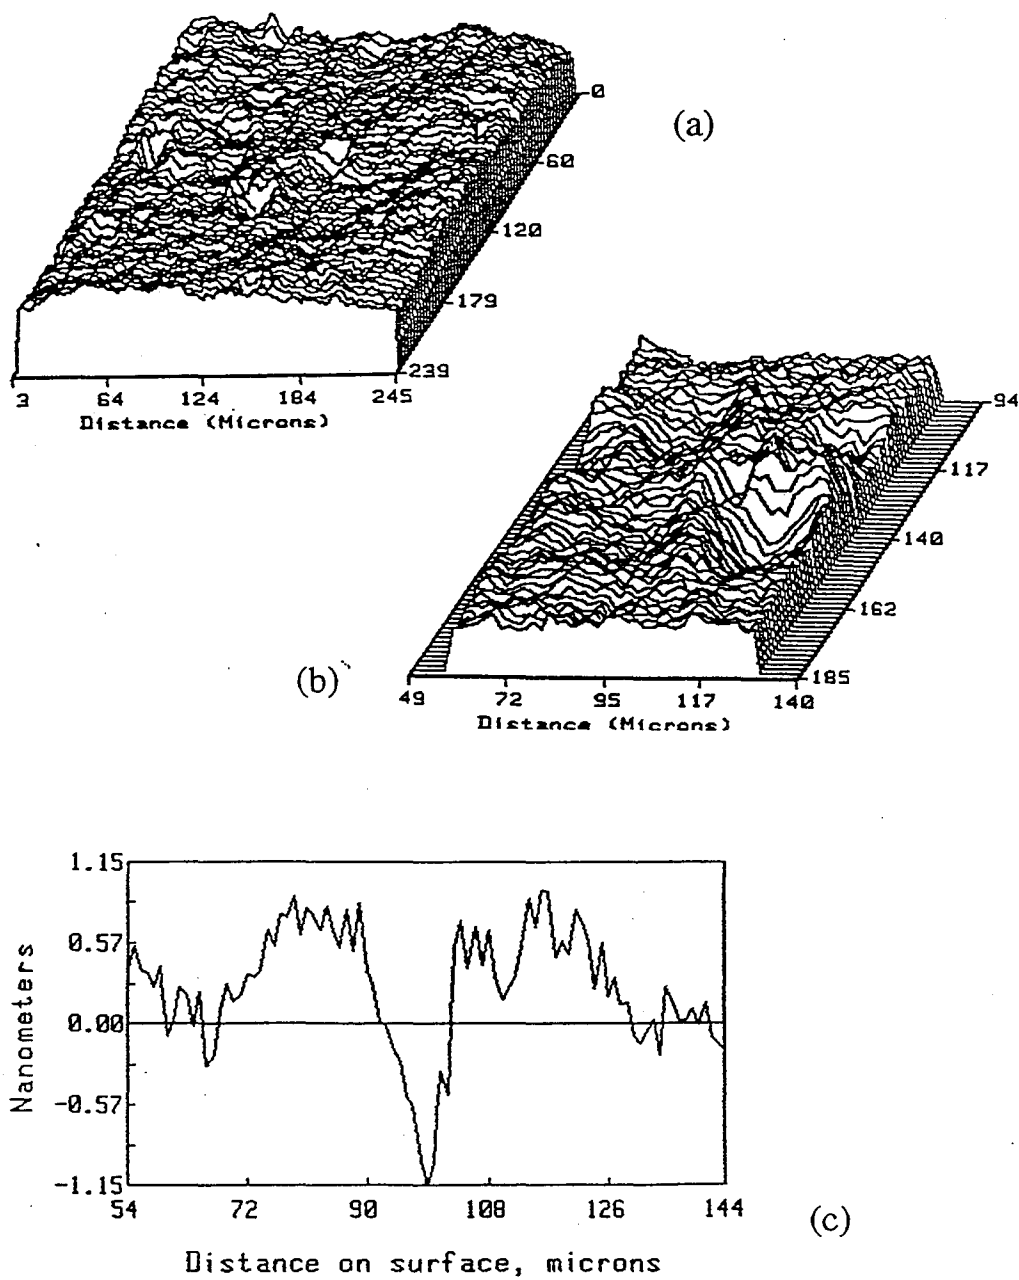 (a)
0
60
120
179
239
3 64 124 184 245
Distance (Microns)
(b)
94
117
140
162
185
49 72 95 117 140
Distance (Microns)
1.15
0.57
0.00
-0.57
-1.15
Nanometers
54 72 90 108 126 144
(c)
Distance on surface, microns